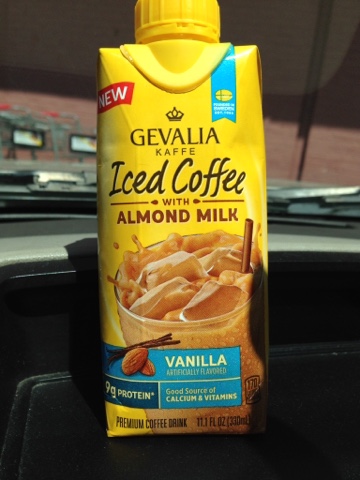 NEW
GEVALIA
KAFFE
Iced Coffee
WITH
ALMOND MILK
VANILLA
ARTIFICIALLY FLAVORED
9g PROTEIN*
Good Source of
CALCIUM & VITAMINS
PREMIUM COFFEE DRINK 11.1 FL OZ (330mL)